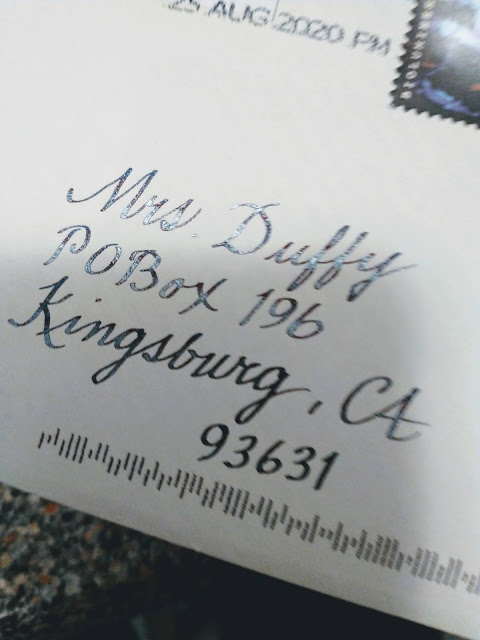 25 AUG 2020 PM
Mrs Duffy
PO Box 196
Kingsburg, CA
93631